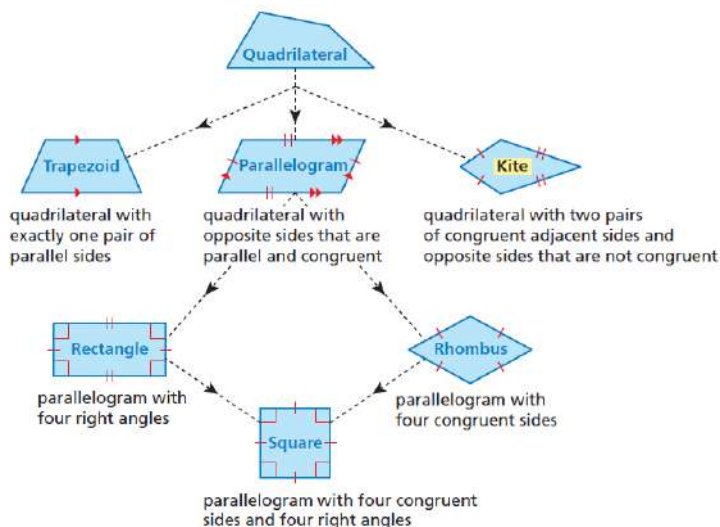 Quadrilateral
Trapezoid
Parallelogram
Kite
quadrilateral with
exactly one pair of
parallel sides
quadrilateral with
opposite sides that are
parallel and congruent
quadrilateral with two pairs
of congruent adjacent sides and
opposite sides that are not congruent
Rectangle
Rhombus
parallelogram with
four right angles
parallelogram with
four congruent sides
Square
parallelogram with four congruent
sides and four right angles